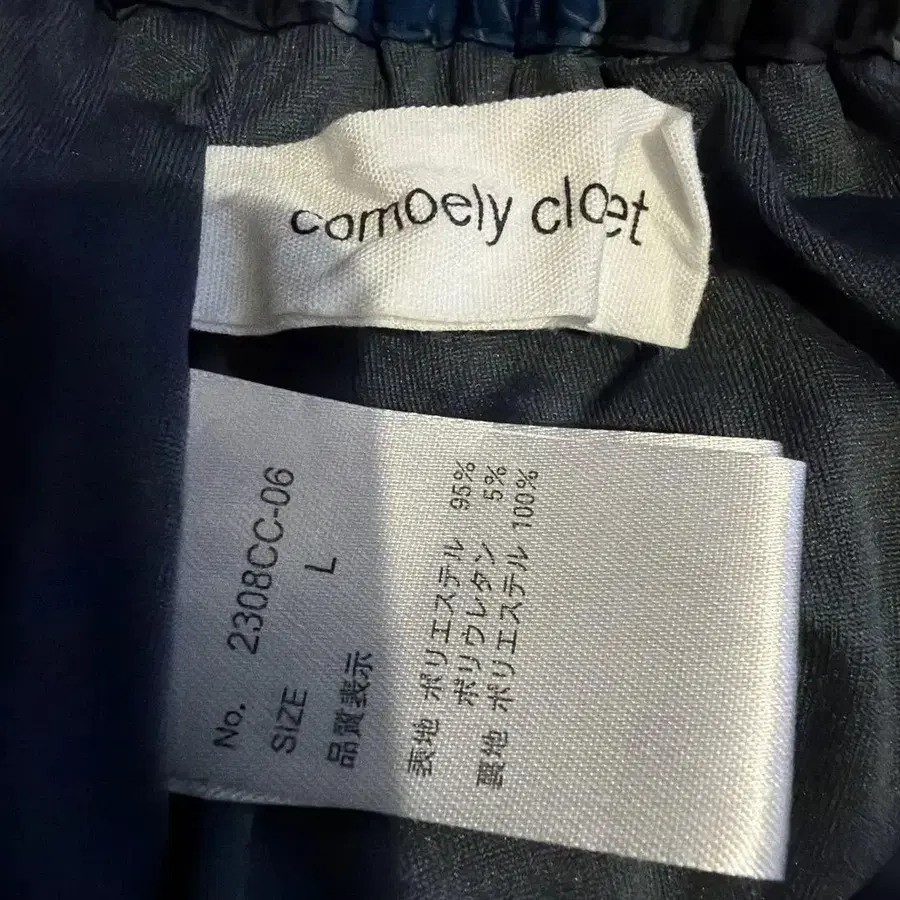 comoely cloet
No. 2308CC-06
SIZE L
品質表示
表地 ポリエステル 95%
ポリウレタン 5%
裏地 ポリエステル 100%